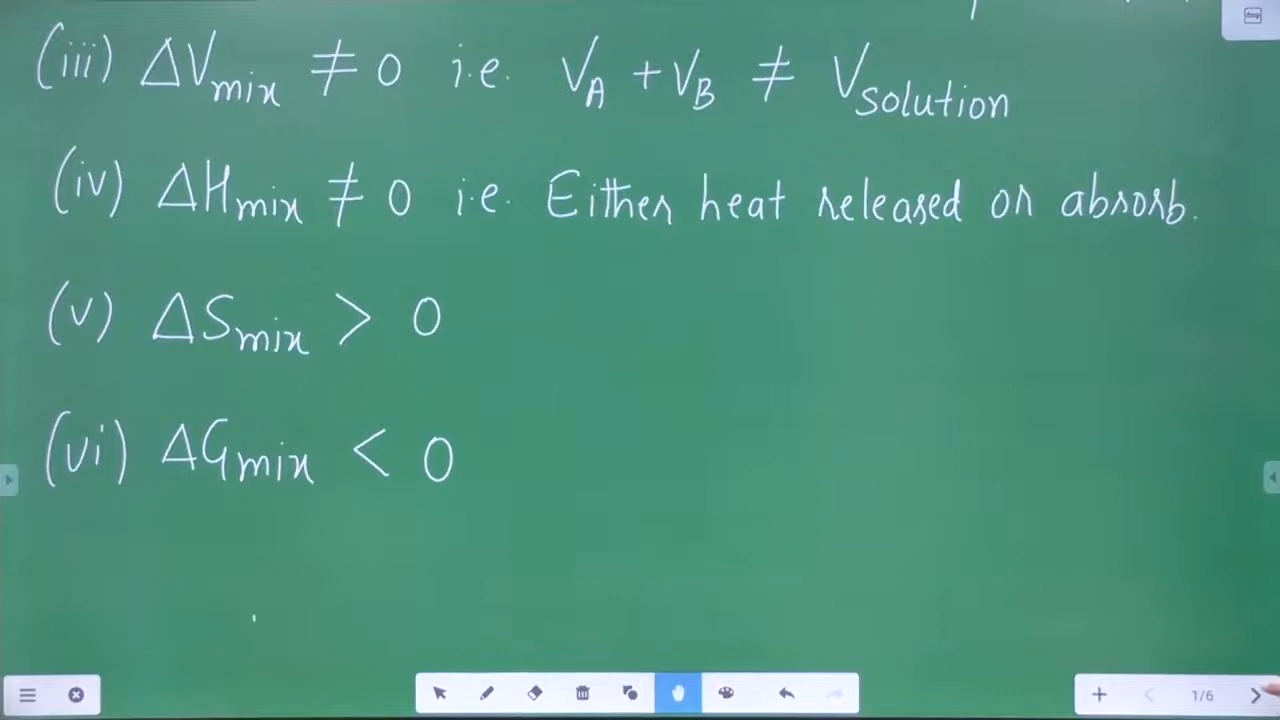 (iii) ΔVmix ≠ 0 i.e. VA + VB ≠ Vsolution
(iv) ΔHmix ≠ 0 i.e. Either heat released or absorb.
(v) ΔSmix > 0
(vi) ΔGmix < 0
1/6